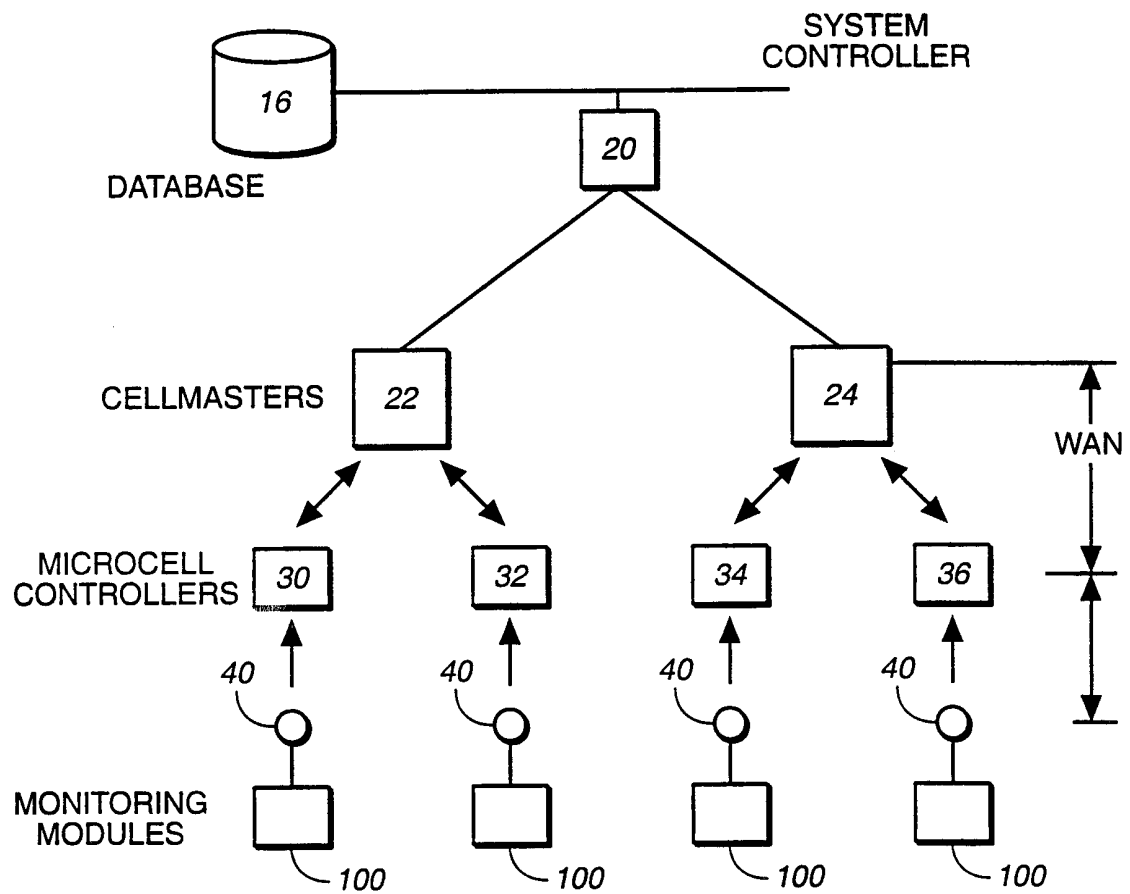 SYSTEM
CONTROLLER
16
20
DATABASE
CELLMASTERS
22
24
WAN
MICROCELL
CONTROLLERS
30
32
34
36
40
40
40
40
MONITORING
MODULES
100
100
100
100